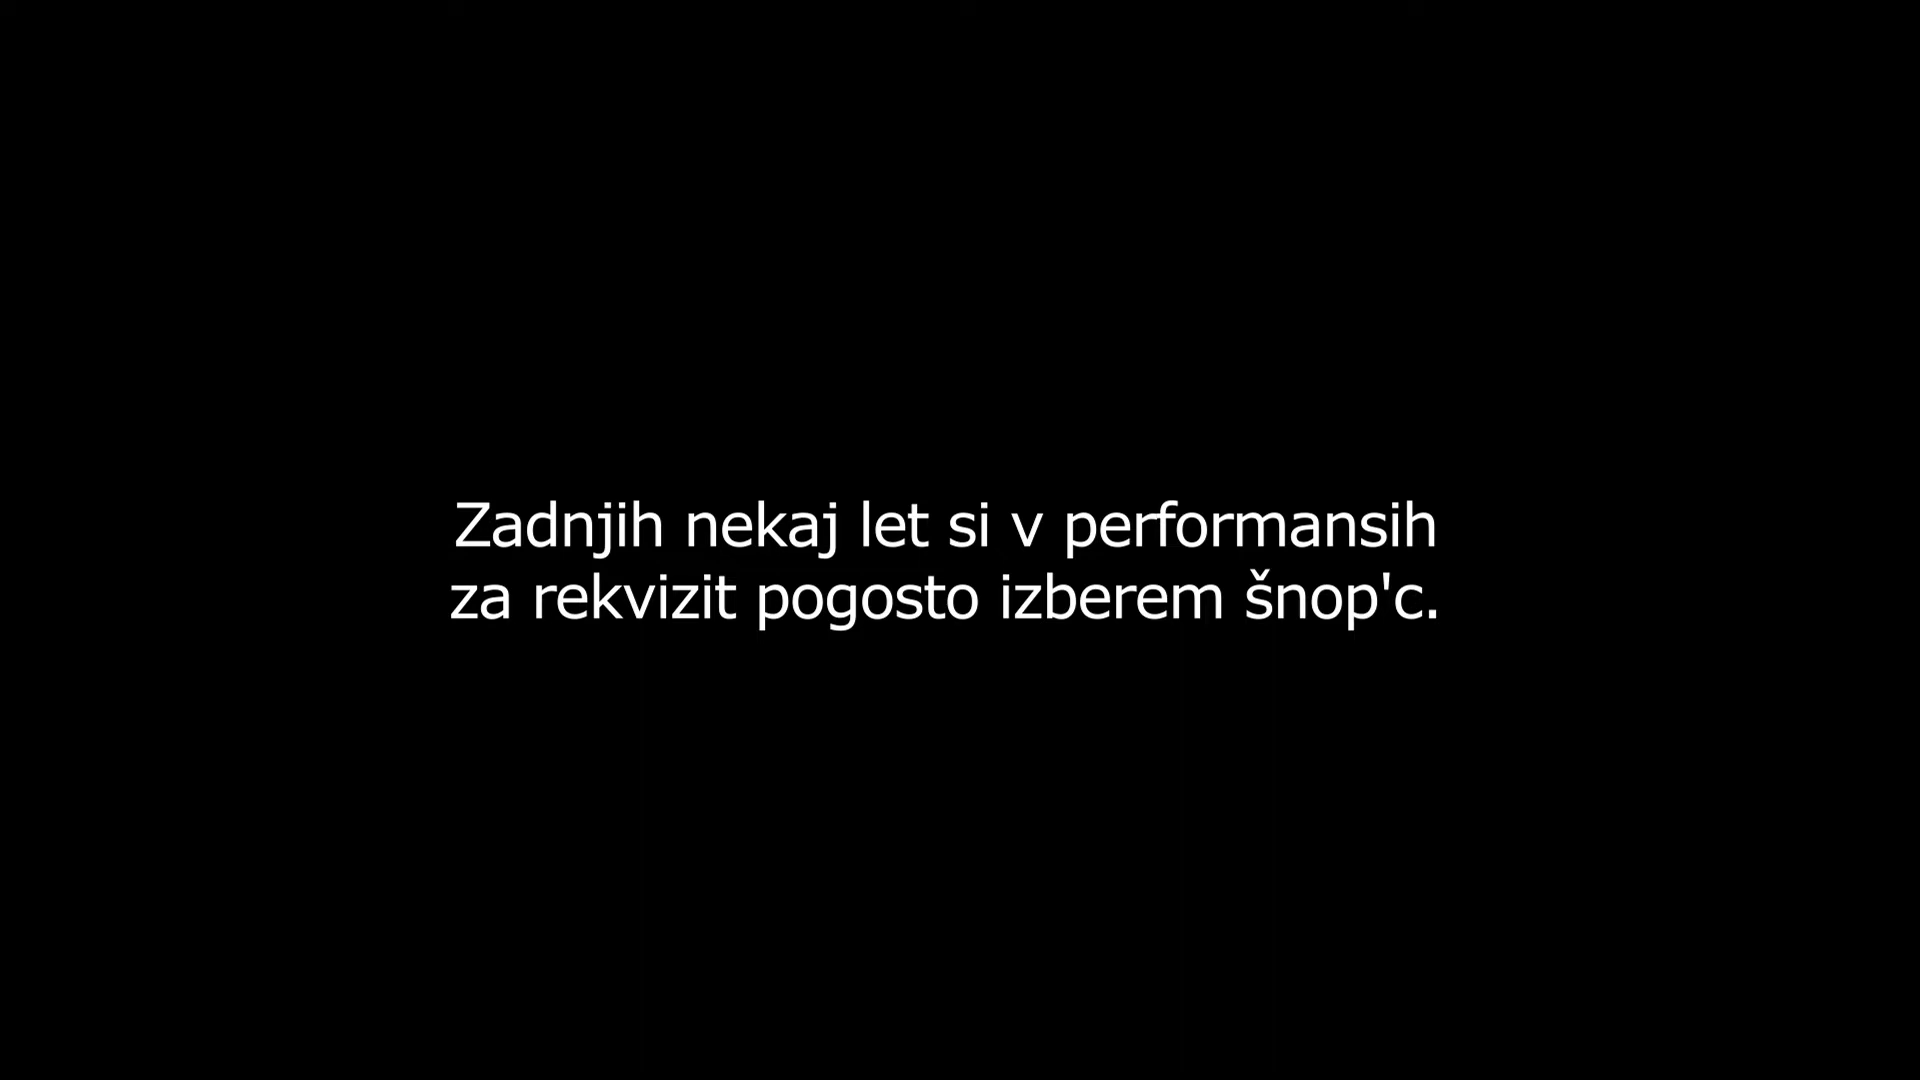 Zadnjih nekaj let si v performansih
za rekvizit pogosto izberem šnop'c.